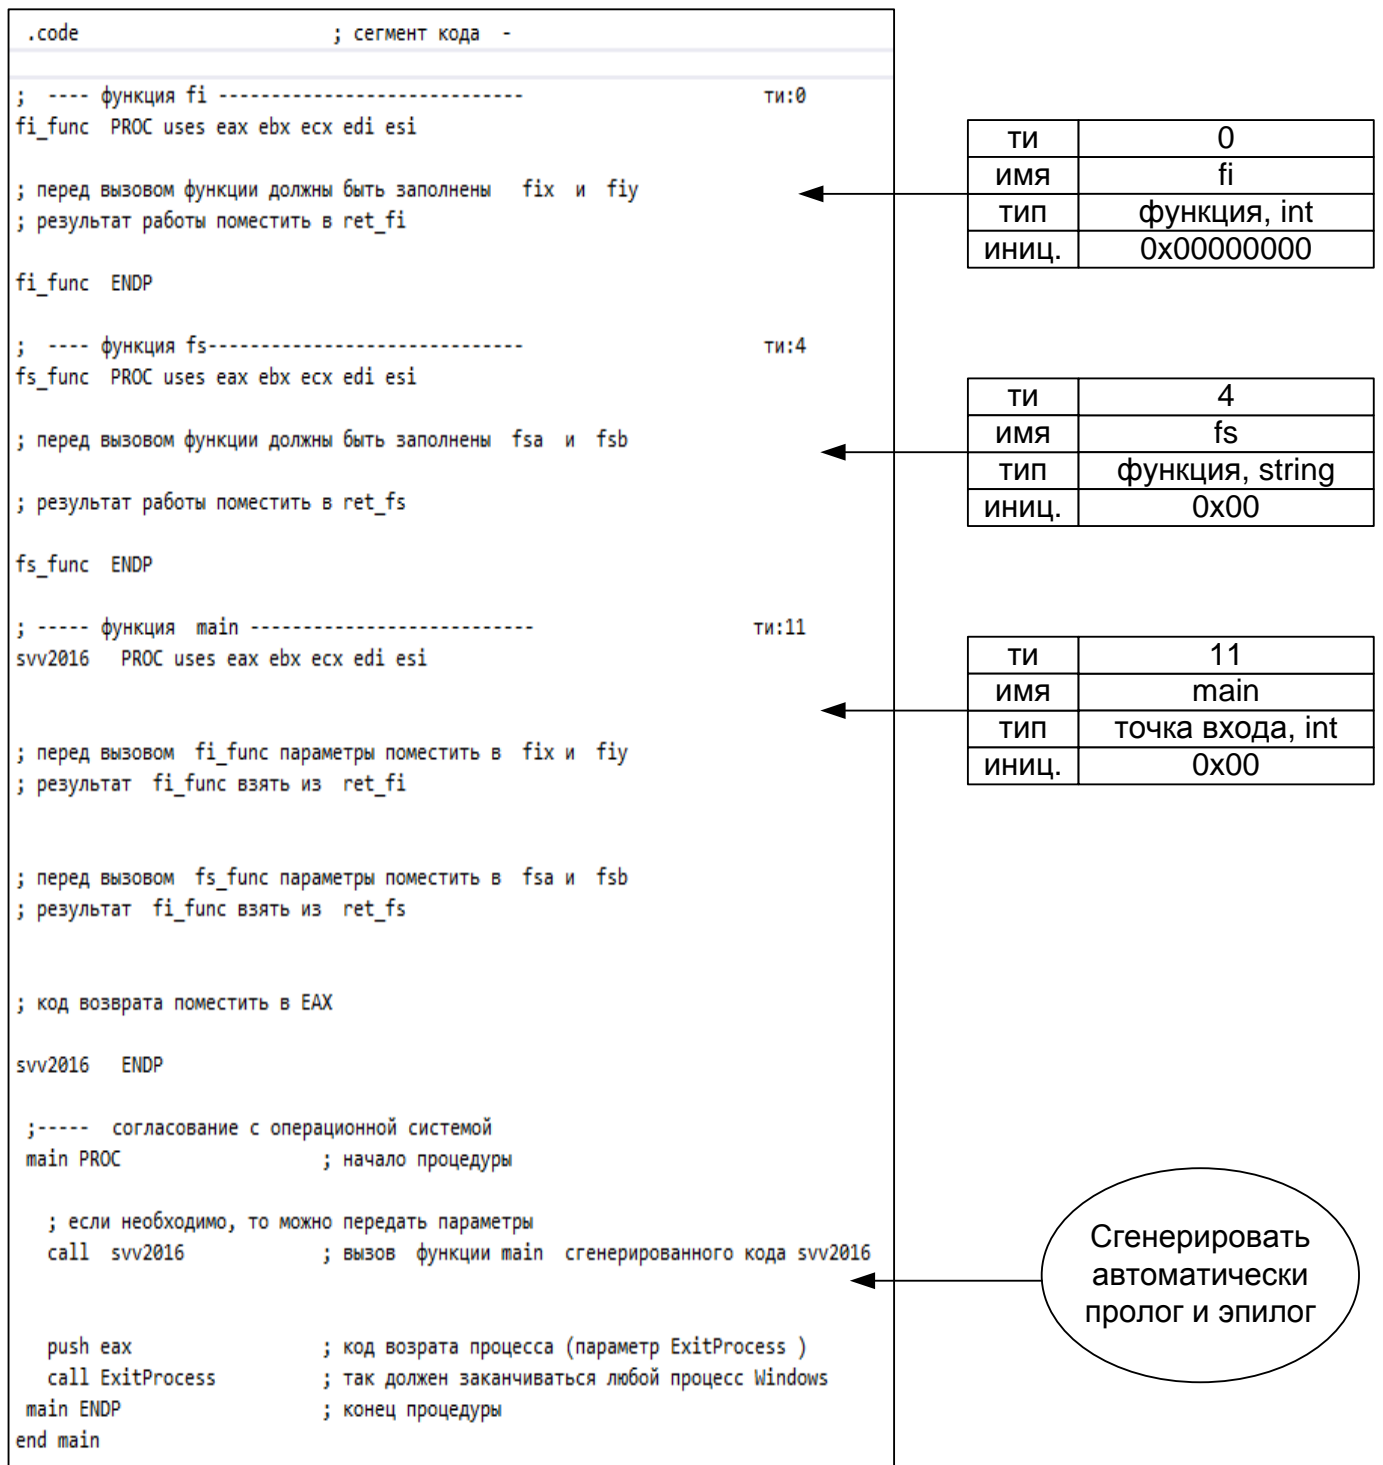 .code ; сегмент кода -
; ---- функция fi ----------------------------- ти:0
fi_func PROC uses eax ebx ecx edi esi
; перед вызовом функции должны быть заполнены fix и fiy
; результат работы поместить в ret_fi
fi_func ENDP
; ---- функция fs------------------------------ ти:4
fs_func PROC uses eax ebx ecx edi esi
; перед вызовом функции должны быть заполнены fsa и fsb
; результат работы поместить в ret_fs
fs_func ENDP
; ----- функция main --------------------------- ти:11
svv2016 PROC uses eax ebx ecx edi esi
; перед вызовом fi_func параметры поместить в fix и fiy
; результат fi_func взять из ret_fi
; перед вызовом fs_func параметры поместить в fsa и fsb
; результат fi_func взять из ret_fs
; код возврата поместить в EAX
svv2016 ENDP
;----- согласование с операционной системой
main PROC ; начало процедуры
; если необходимо, то можно передать параметры
call svv2016 ; вызов функции main сгенерированного кода svv2016
push eax ; код возрата процесса (параметр ExitProcess )
call ExitProcess ; так должен заканчиваться любой процесс Windows
main ENDP ; конец процедуры
end main
ти 0
имя fi
тип функция, int
иниц. 0x00000000
ти 4
имя fs
тип функция, string
иниц. 0x00
ти 11
имя main
тип точка входа, int
иниц. 0x00
Сгенерировать
автоматически
пролог и эпилог